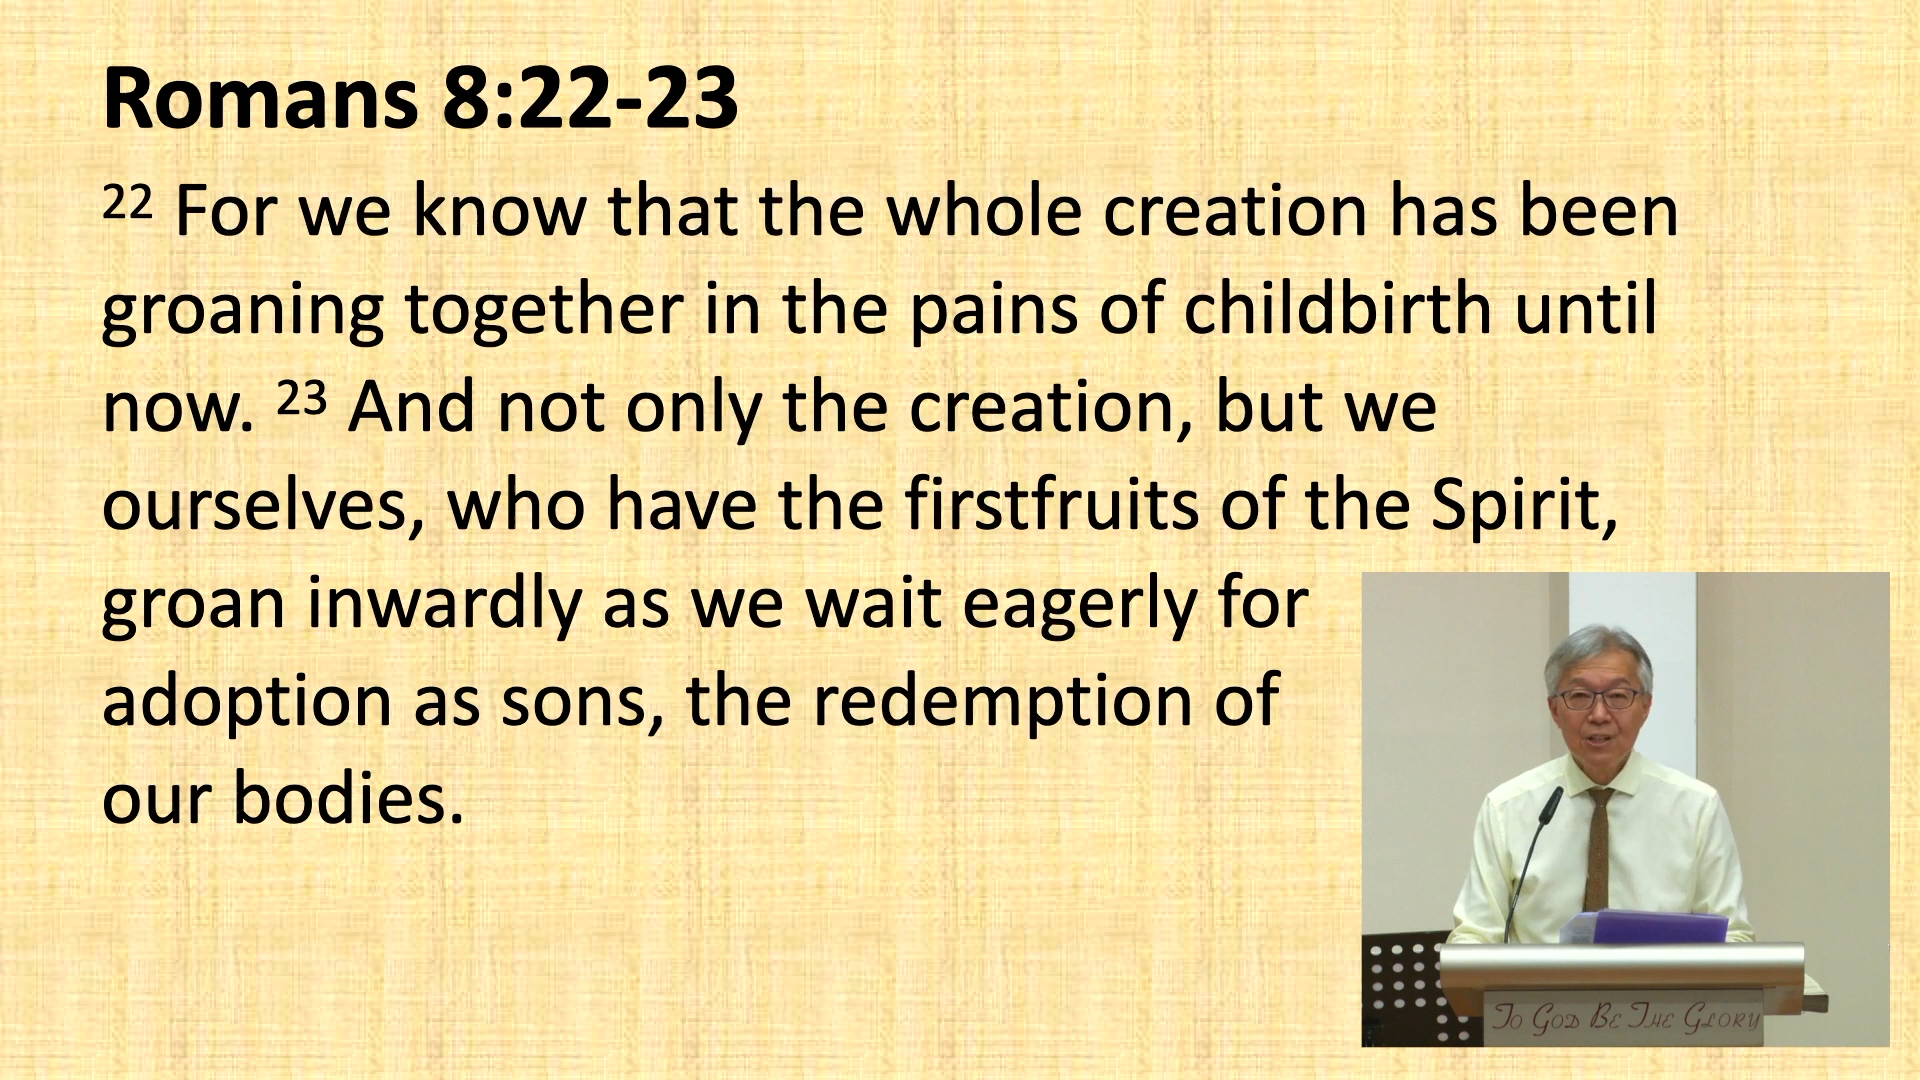 Romans 8:22-23
22 For we know that the whole creation has been
groaning together in the pains of childbirth until
now. 23 And not only the creation, but we
ourselves, who have the firstfruits of the Spirit,
groan inwardly as we wait eagerly for
adoption as sons, the redemption of
our bodies.
To God Be The Glory